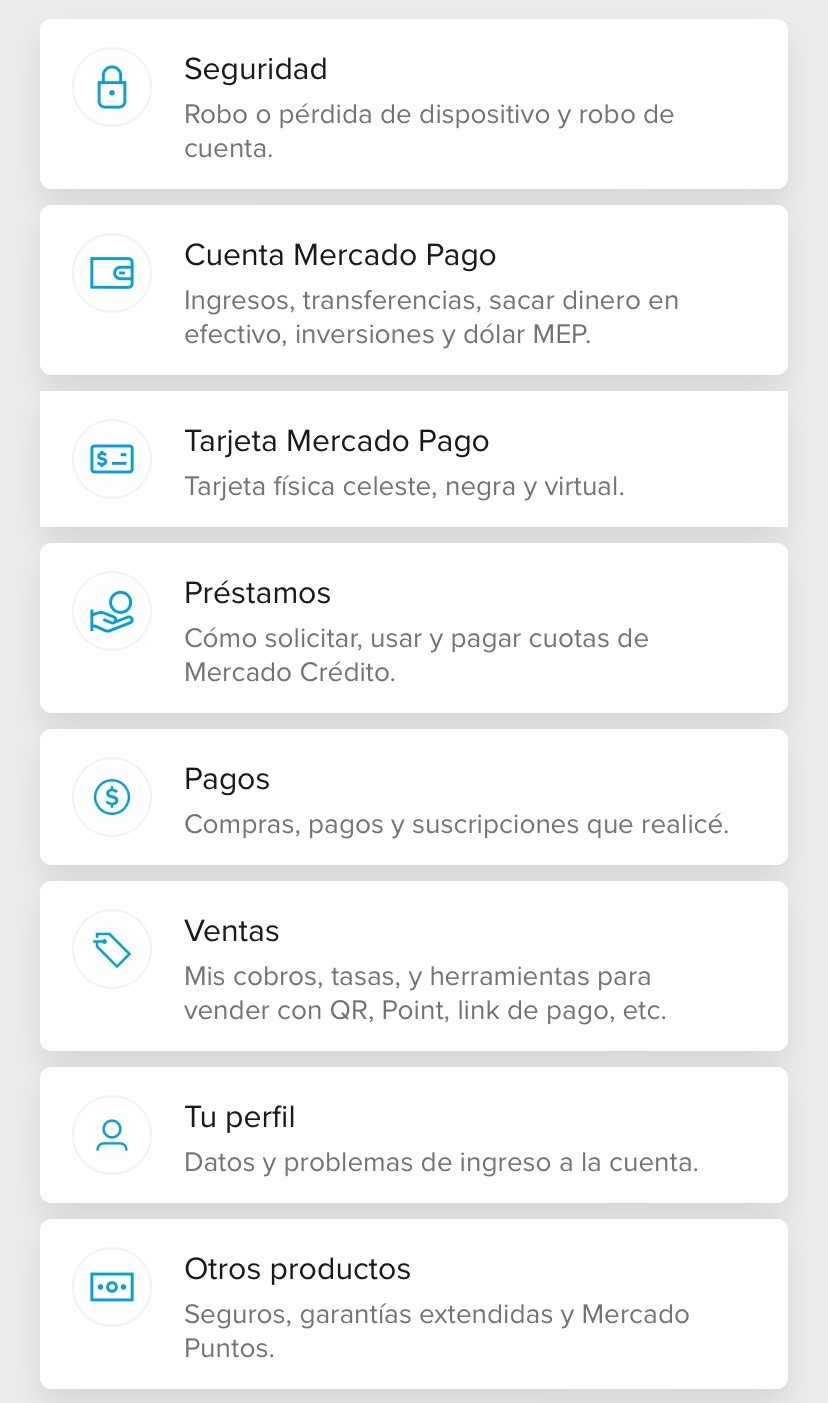 Seguridad
Robo o pérdida de dispositivo y robo de
cuenta.
Cuenta Mercado Pago
Ingresos, transferencias, sacar dinero en
efectivo, inversiones y dólar MEP.
Tarjeta Mercado Pago
Tarjeta física celeste, negra y virtual.
Préstamos
Cómo solicitar, usar y pagar cuotas de
Mercado Crédito.
Pagos
Compras, pagos y suscripciones que realicé.
Ventas
Mis cobros, tasas, y herramientas para
vender con QR, Point, link de pago, etc.
Tu perfil
Datos y problemas de ingreso a la cuenta.
Otros productos
Seguros, garantías extendidas y Mercado
Puntos.